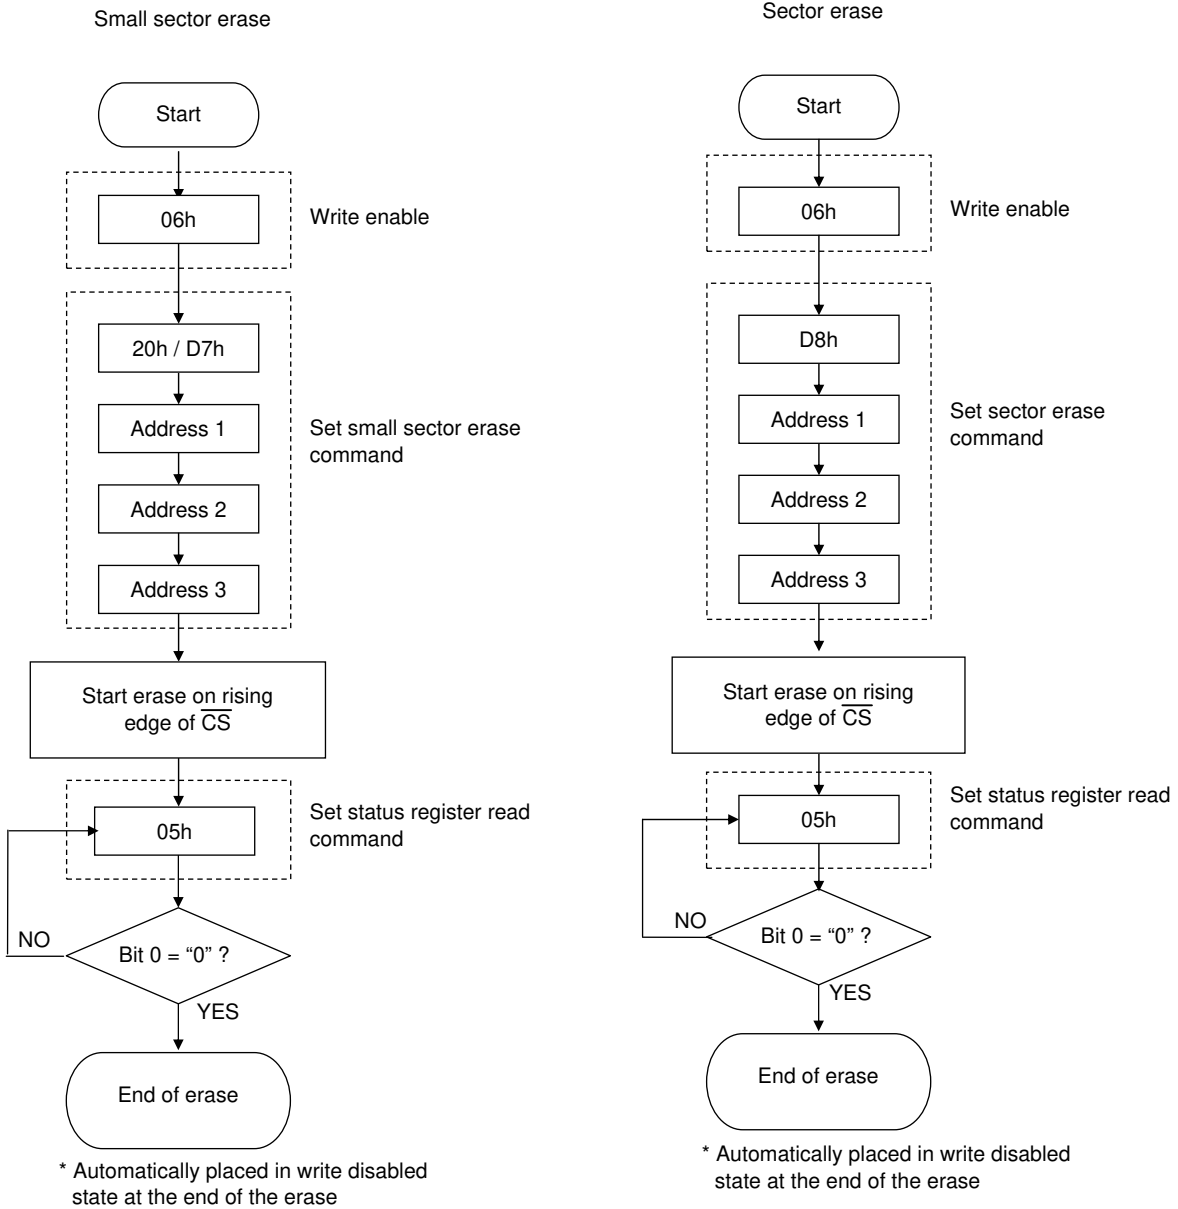 Small sector erase
Start
06h
Write enable
20h / D7h
Address 1
Set small sector erase
command
Address 2
Address 3
Start erase on rising
edge of C̅S̅
Set status register read
command
05h
NO
Bit 0 = “0” ?
YES
End of erase
* Automatically placed in write disabled
state at the end of the erase
Sector erase
Start
06h
Write enable
D8h
Address 1
Set sector erase
command
Address 2
Address 3
Start erase on rising
edge of C̅S̅
Set status register read
command
05h
NO
Bit 0 = “0” ?
YES
End of erase
* Automatically placed in write disabled
state at the end of the erase